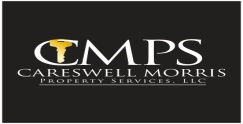 CMPS
CARESWELL MORRIS
PROPERTY SERVICES, LLC